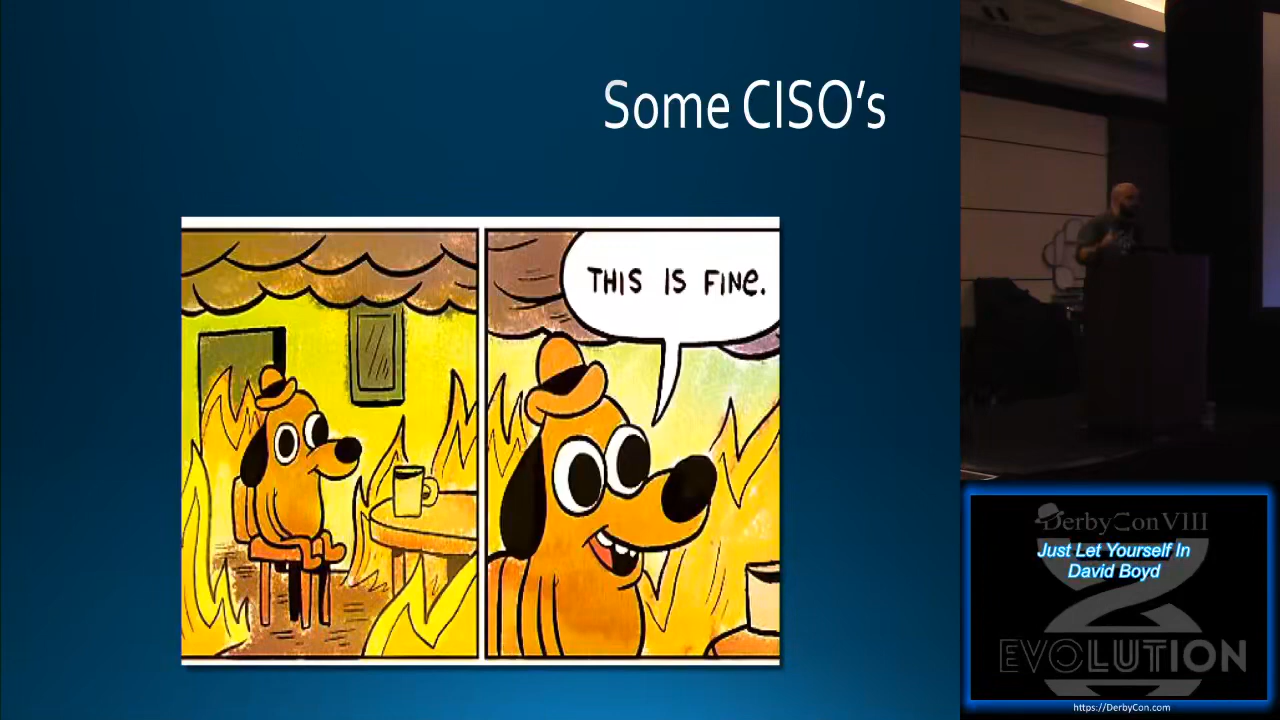 Some CISO's
THIS IS FINe.
DerbyCon VIII
Just Let Yourself In
David Boyd
EVOLUTION
https://DerbyCon.com